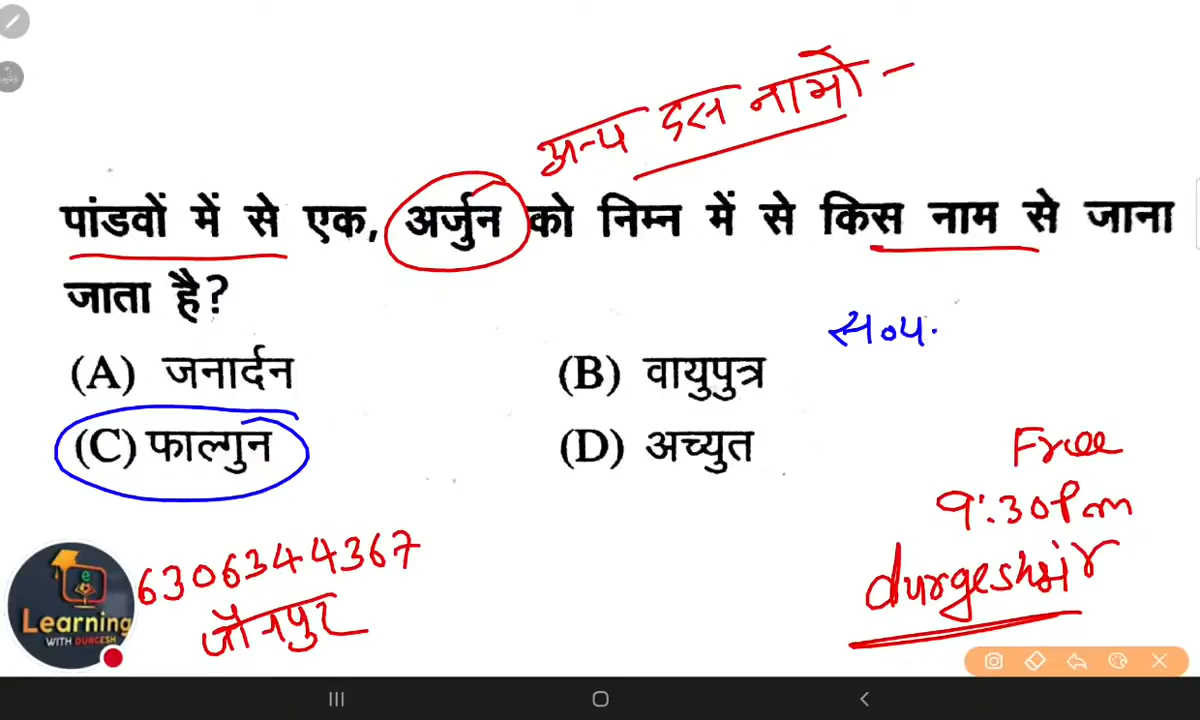 अन्य दस नामो -
पांडवों में से एक, अर्जुन को निम्न में से किस नाम से जाना
जाता है?
(A) जनार्दन
(B) वायुपुत्र
(C) फाल्गुन
(D) अच्युत
Free
9:30Pm
durgeshsir
6306344367
जौनपुर
Learning
WITH DURGESH